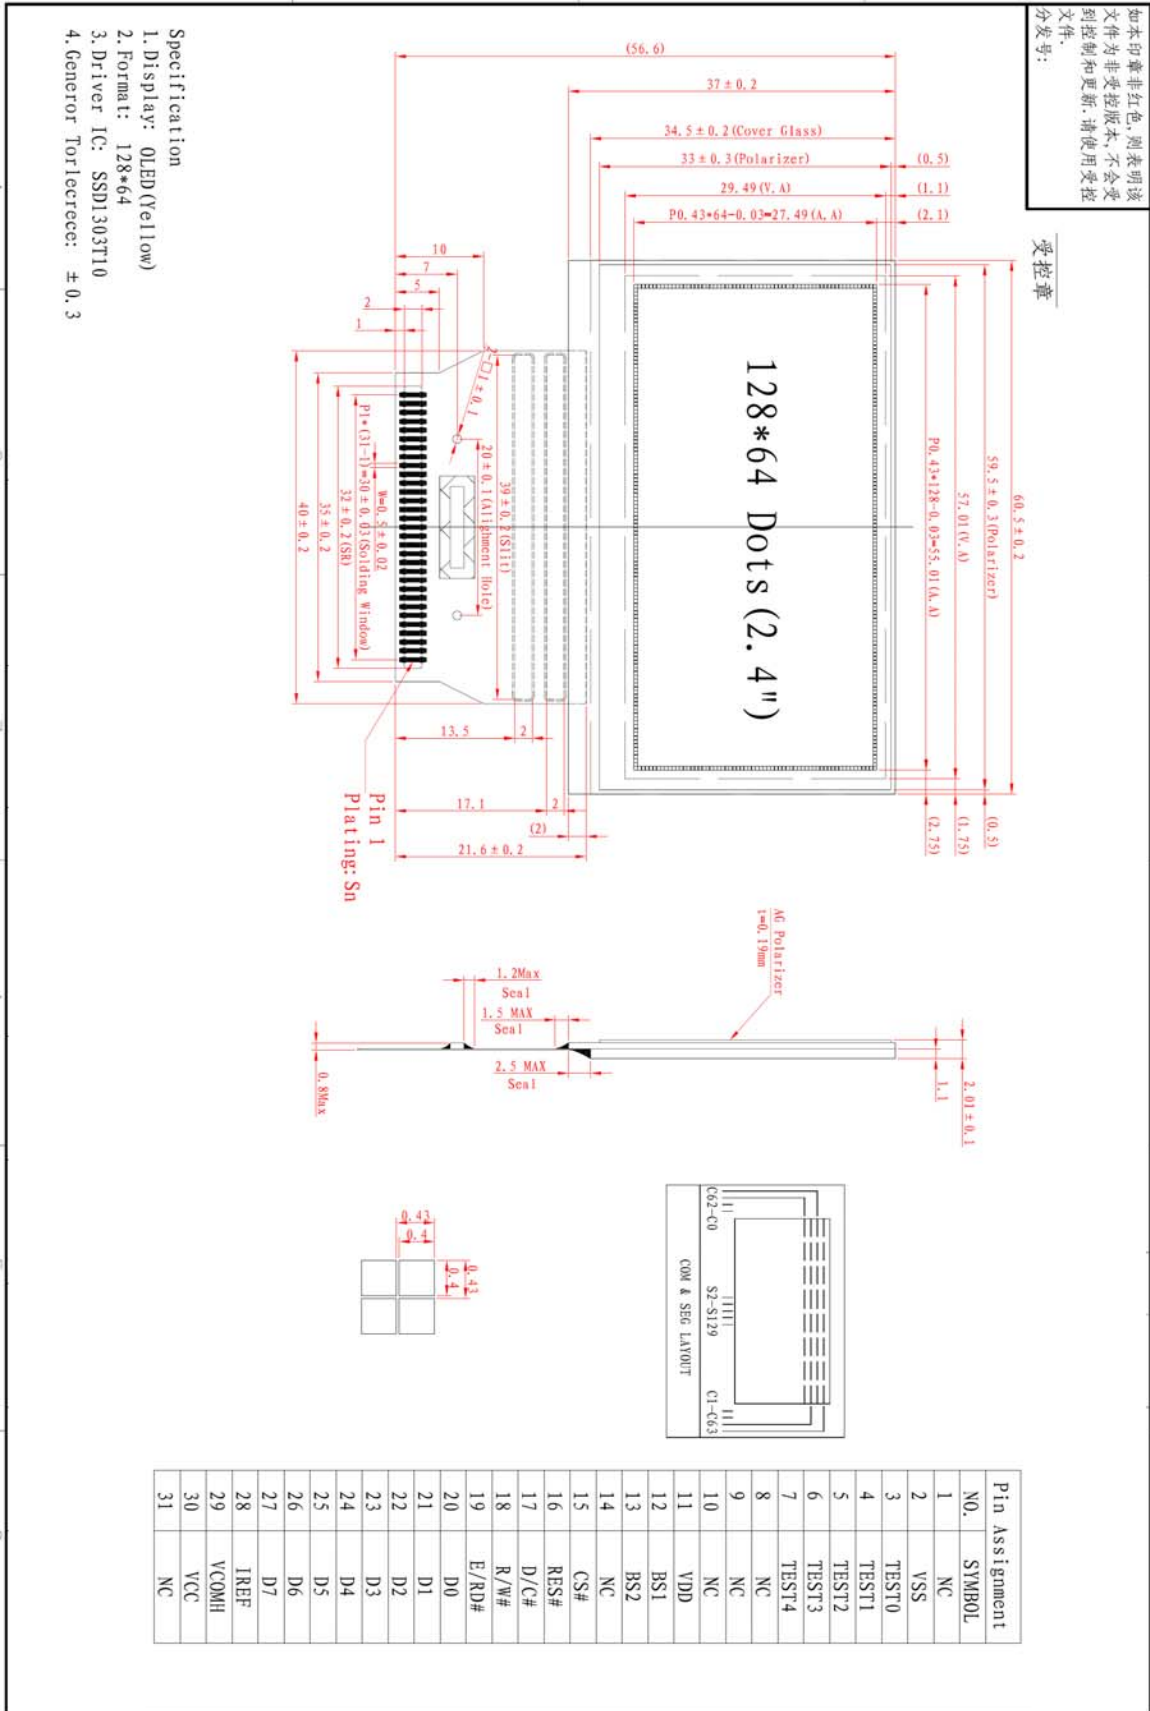 如本印章非红色,则表明该
文件为非受控版本,不会受
到控制和更新.请使用受控
文件.
分发号:
受控章
(56.6)
37±0.2
34.5±0.2(Cover Glass)
33±0.3(Polarizer)
29.49(V.A)
P0.43*64-0.03=27.49(A.A)
(0.5)
(1.1)
(2.1)
10
7
5
2
1
2-□1±0.1
20±0.1(Alighment Hole)
39±0.2(Slit)
W=0.5±0.02
P1*(31-1)=30±0.03(Solding Window)
32±0.2(SR)
35±0.2
40±0.2
128*64 Dots(2.4")
P0.43*128-0.03=55.01(A.A)
57.01(V.A)
59.5±0.3(Polarizer)
60.5±0.2
(0.5)
(1.75)
(2.75)
13.5
2
17.1
2
(2)
21.6±0.2
Pin 1
Plating:Sn
Specification
1.Display: OLED(Yellow)
2.Format: 128*64
3.Driver IC: SSD1303T10
4.Generor Torlecrece: ±0.3
AG Polarizer
t=0.19mm
1.2Max
Seal
1.5 MAX
Seal
2.5 MAX
Seal
0.8Max
1.1
2.01±0.1
C62-C0
S2-S129
C1-C63
COM & SEG LAYOUT
0.43
0.4
0.4
0.43
Pin Assignment
NO. SYMBOL
1 NC
2 VSS
3 TEST0
4 TEST1
5 TEST2
6 TEST3
7 TEST4
8 NC
9 NC
10 NC
11 VDD
12 BS1
13 BS2
14 NC
15 CS#
16 RES#
17 D/C#
18 R/W#
19 E/RD#
20 D0
21 D1
22 D2
23 D3
24 D4
25 D5
26 D6
27 D7
28 IREF
29 VCOMH
30 VCC
31 NC